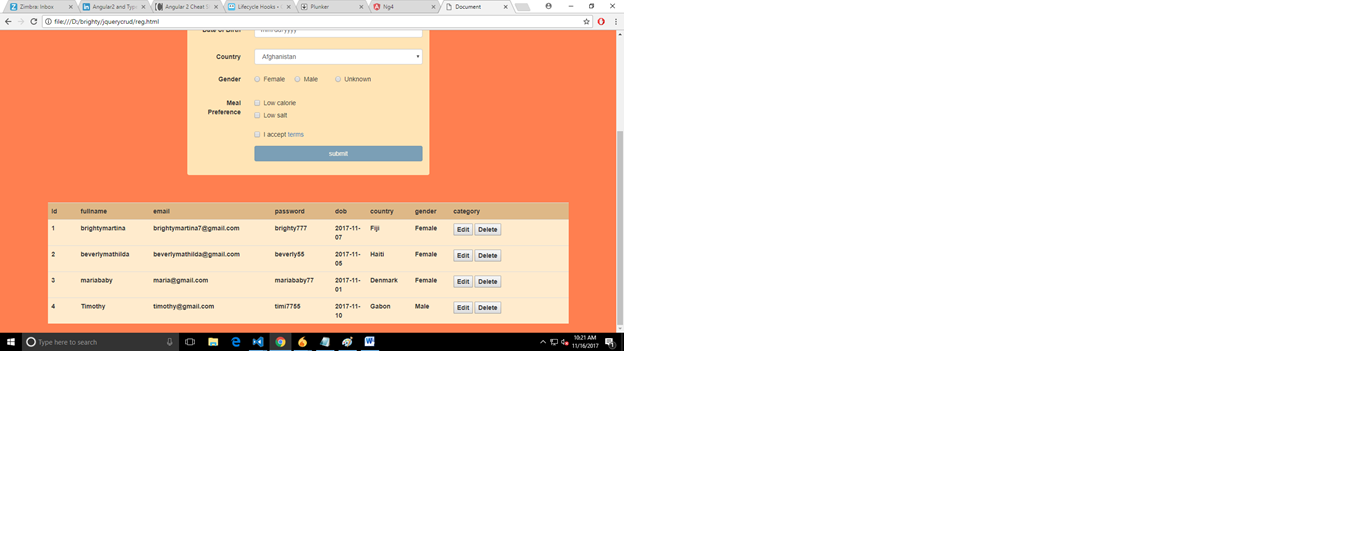 Zimbra: Inbox
Angular2 and Typ
Angular 2 Cheat S
Lifecycle Hooks
Plunker
Ng4
Document
file:///D:/brighty/jquerycrud/reg.html
Date of Birth mm/dd/yyyy
Country Afghanistan
Gender Female Male Unknown
Meal Preference
Low calorie
Low salt
I accept terms
submit
id fullname email password dob country gender category
1 brightymartina brightymartina7@gmail.com brighty777 2017-11-07 Fiji Female Edit Delete
2 beverlymathilda beverlymathilda@gmail.com beverly55 2017-11-05 Haiti Female Edit Delete
3 mariababy maria@gmail.com mariababy77 2017-11-01 Denmark Female Edit Delete
4 Timothy timothy@gmail.com timi7755 2017-11-10 Gabon Male Edit Delete
Type here to search
10:21 AM
11/16/2017